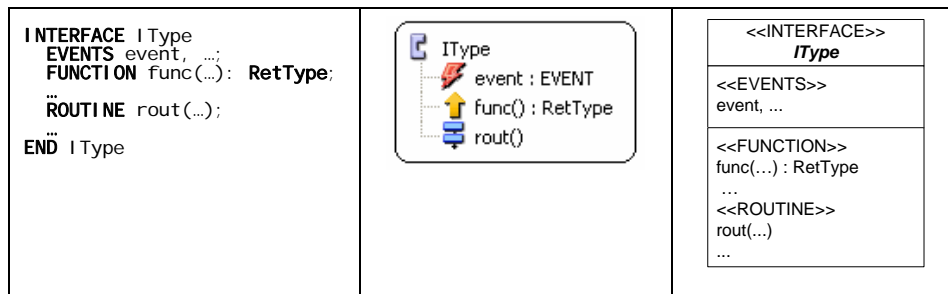 INTERFACE IType
EVENTS event, …;
FUNCTION func(…): RetType;
…
ROUTINE rout(…);
…
END IType
IType
event : EVENT
func() : RetType
rout()
<<INTERFACE>>
IType
<<EVENTS>>
event, ...
<<FUNCTION>>
func(…) : RetType
…
<<ROUTINE>>
rout(...)
...